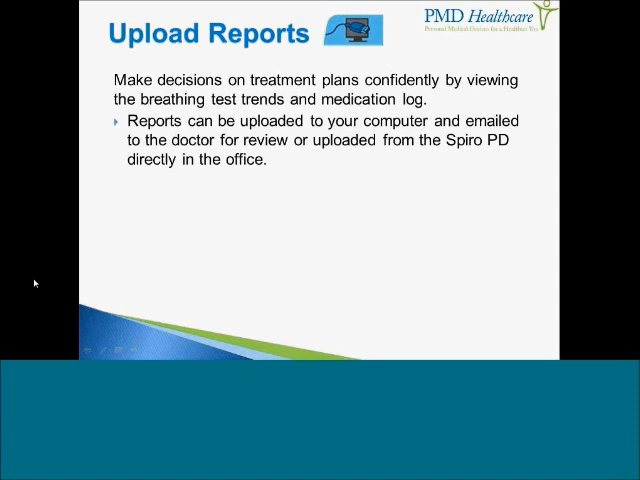 Upload Reports
PMD Healthcare
Personal Medical Devices for a Healthier You
Make decisions on treatment plans confidently by viewing
the breathing test trends and medication log.
Reports can be uploaded to your computer and emailed
to the doctor for review or uploaded from the Spiro PD
directly in the office.